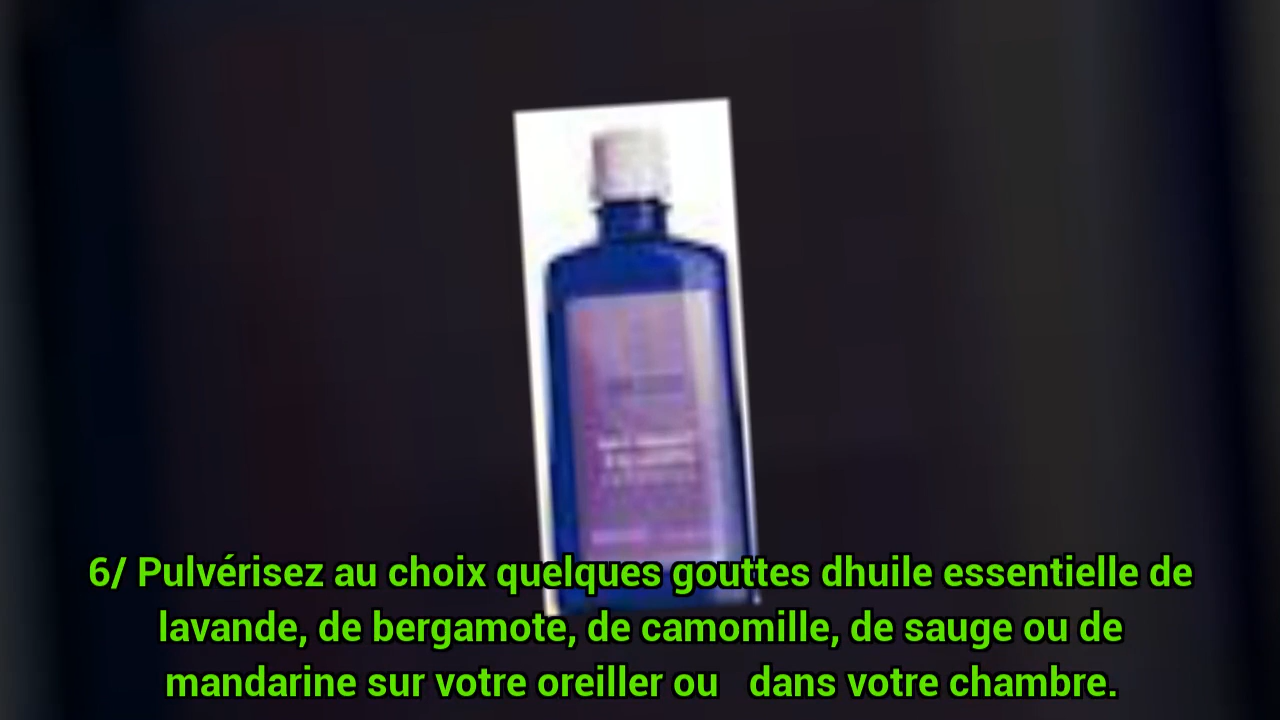 6/ Pulvérisez au choix quelques gouttes dhuile essentielle de
lavande, de bergamote, de camomille, de sauge ou de
mandarine sur votre oreiller ou   dans votre chambre.